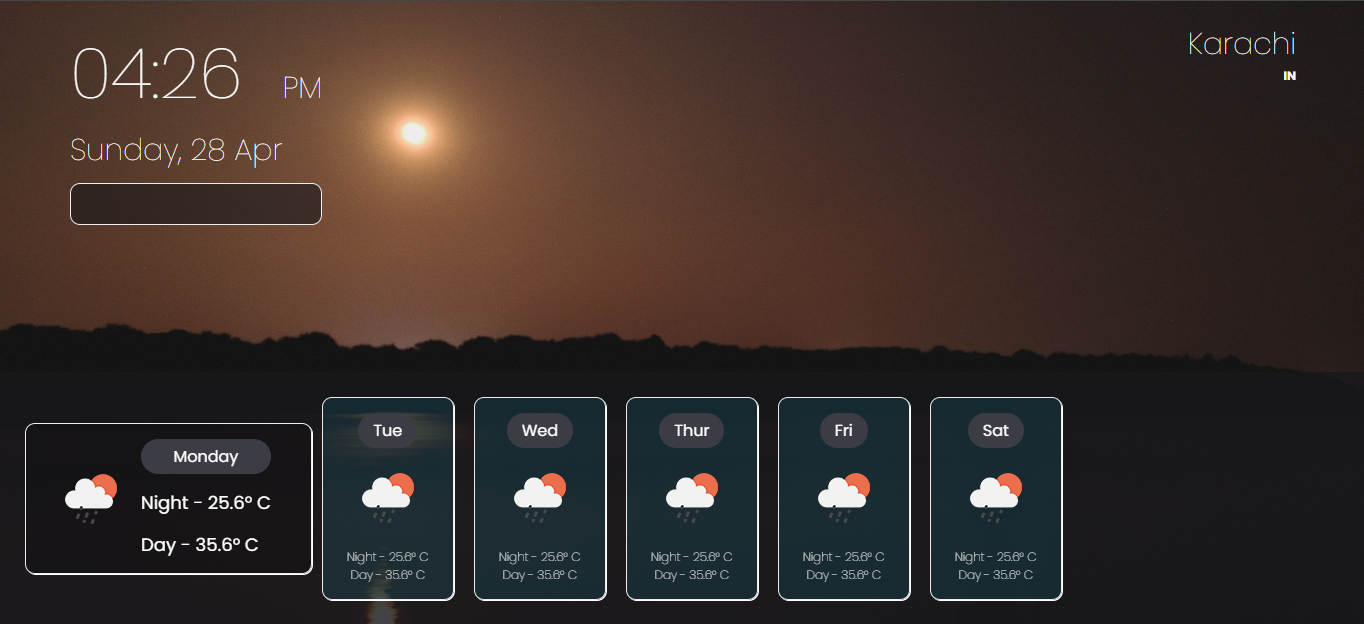 04:26 PM
Sunday, 28 Apr
Karachi
IN
Monday
Night - 25.6° C
Day - 35.6° C
Tue
Night - 25.6° C
Day - 35.6° C
Wed
Night - 25.6° C
Day - 35.6° C
Thur
Night - 25.6° C
Day - 35.6° C
Fri
Night - 25.6° C
Day - 35.6° C
Sat
Night - 25.6° C
Day - 35.6° C